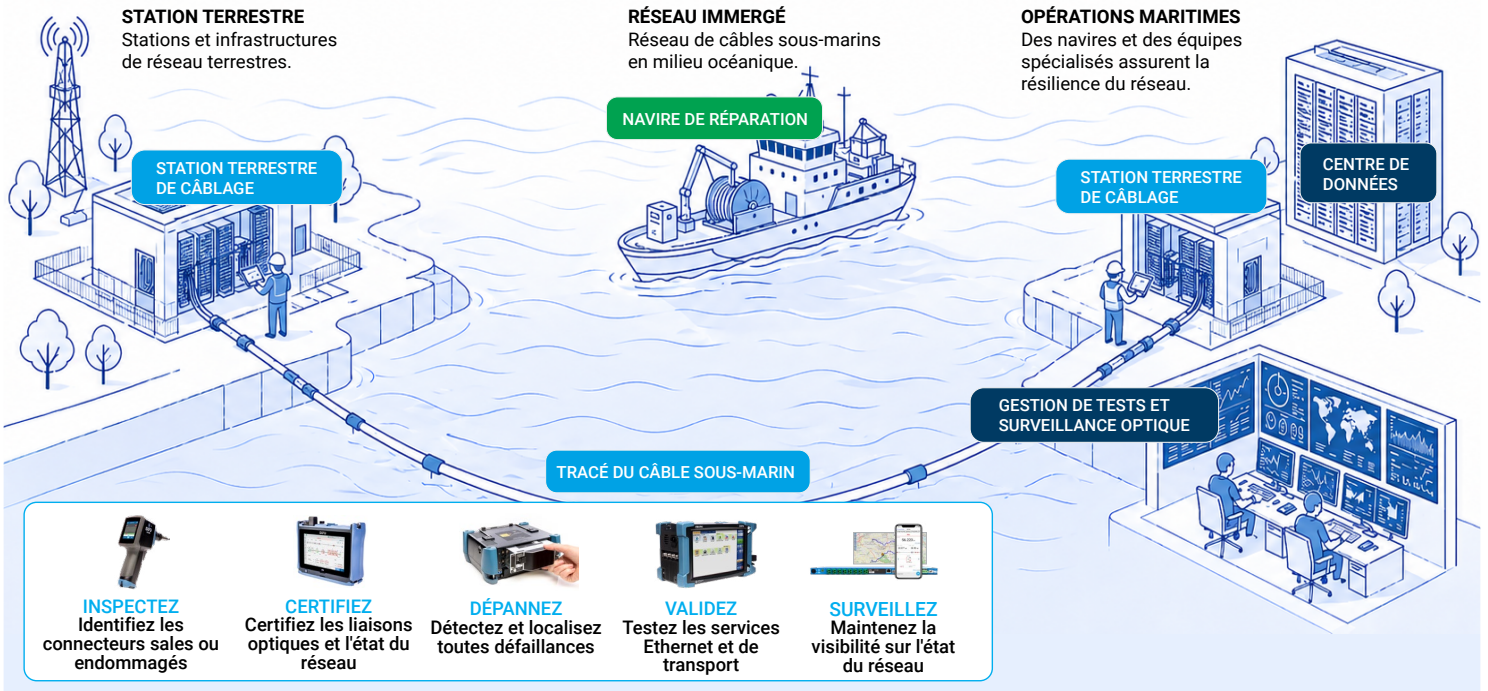 STATION TERRESTRE
Stations et infrastructures
de réseau terrestres.
RÉSEAU IMMERGÉ
Réseau de câbles sous-marins
en milieu océanique.
OPÉRATIONS MARITIMES
Des navires et des équipes
spécialisés assurent la
résilience du réseau.
NAVIRE DE RÉPARATION
STATION TERRESTRE
DE CÂBLAGE
STATION TERRESTRE
DE CÂBLAGE
CENTRE DE
DONNÉES
GESTION DE TESTS ET
SURVEILLANCE OPTIQUE
TRACÉ DU CÂBLE SOUS-MARIN
INSPECTEZ
Identifiez les
connecteurs sales ou
endommagés
CERTIFIEZ
Certifiez les liaisons
optiques et l'état du
réseau
DÉPANNEZ
Détectez et localisez
toutes défaillances
VALIDEZ
Testez les services
Ethernet et de
transport
SURVEILLEZ
Maintenez la
visibilité sur l'état
du réseau